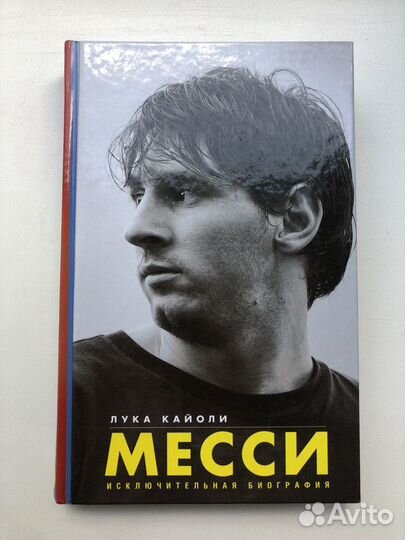 ЛУКА КАЙОЛИ
МЕССИ
ИСКЛЮЧИТЕЛЬНАЯ БИОГРАФИЯ
Avito